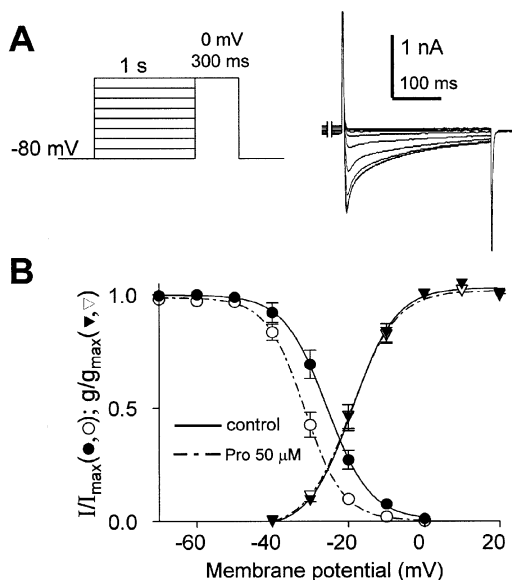 A
0 mV
1 s
300 ms
-80 mV
1 nA
100 ms
B
I/Imax(●,○); g/gmax(▼,▽)
1.0
0.5
0.0
control
Pro 50 μM
-60 -40 -20 0 20
Membrane potential (mV)